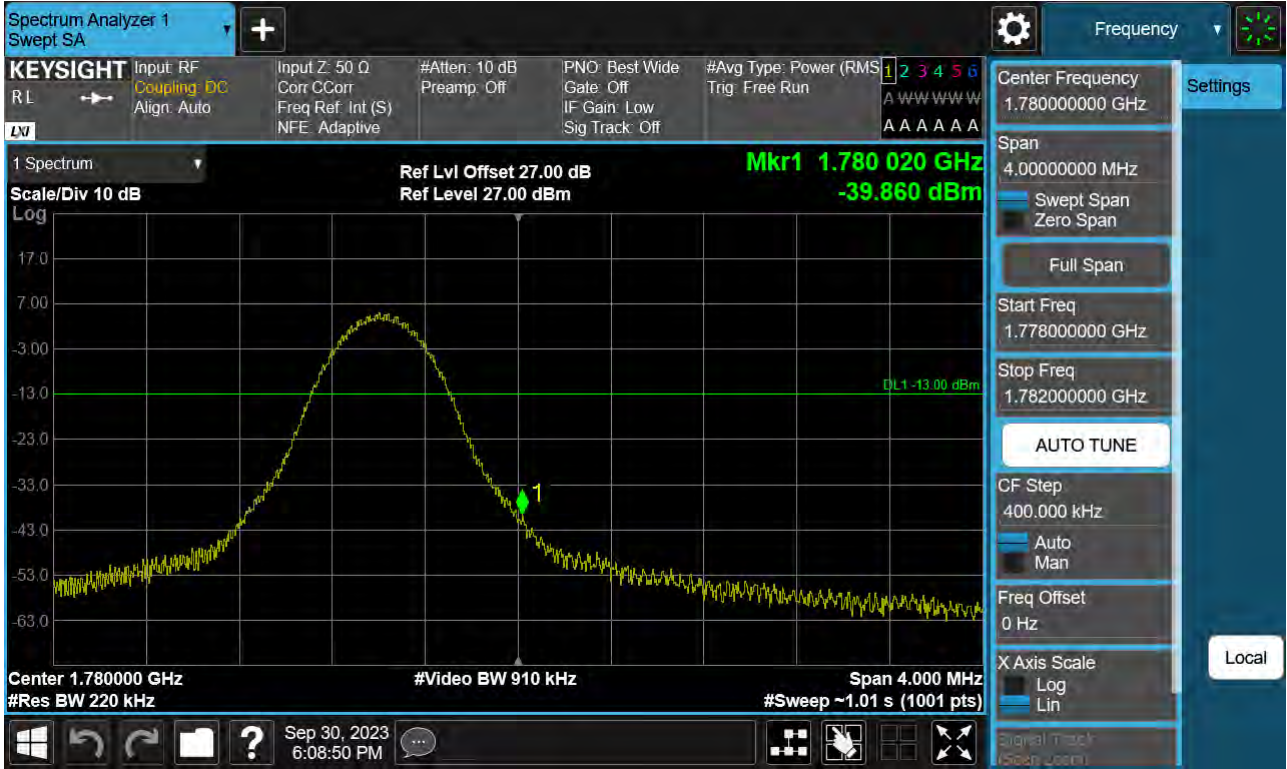 Spectrum Analyzer 1
Swept SA
Frequency
KEYSIGHT
RL
LXI
Input: RF
Coupling: DC
Align: Auto
Input Z: 50 Ω
Corr CCorr
Freq Ref: Int (S)
NFE: Adaptive
#Atten: 10 dB
Preamp: Off
PNO: Best Wide
Gate: Off
IF Gain: Low
Sig Track: Off
#Avg Type: Power (RMS
Trig: Free Run
1 2 3 4 5 6
A W W W W W
A A A A A A
1 Spectrum
Scale/Div 10 dB
Log
Ref Lvl Offset 27.00 dB
Ref Level 27.00 dBm
Mkr1 1.780 020 GHz
-39.860 dBm
17.0
7.00
-3.00
-13.0
-23.0
-33.0
-43.0
-53.0
-63.0
DL1 -13.00 dBm
1
Center 1.780000 GHz
#Res BW 220 kHz
#Video BW 910 kHz
Span 4.000 MHz
#Sweep ~1.01 s (1001 pts)
Center Frequency
1.780000000 GHz
Settings
Span
4.00000000 MHz
Swept Span
Zero Span
Full Span
Start Freq
1.778000000 GHz
Stop Freq
1.782000000 GHz
AUTO TUNE
CF Step
400.000 kHz
Auto
Man
Freq Offset
0 Hz
X Axis Scale
Log
Lin
Local
Signal Track
(Span Zoom)
?
Sep 30, 2023
6:08:50 PM